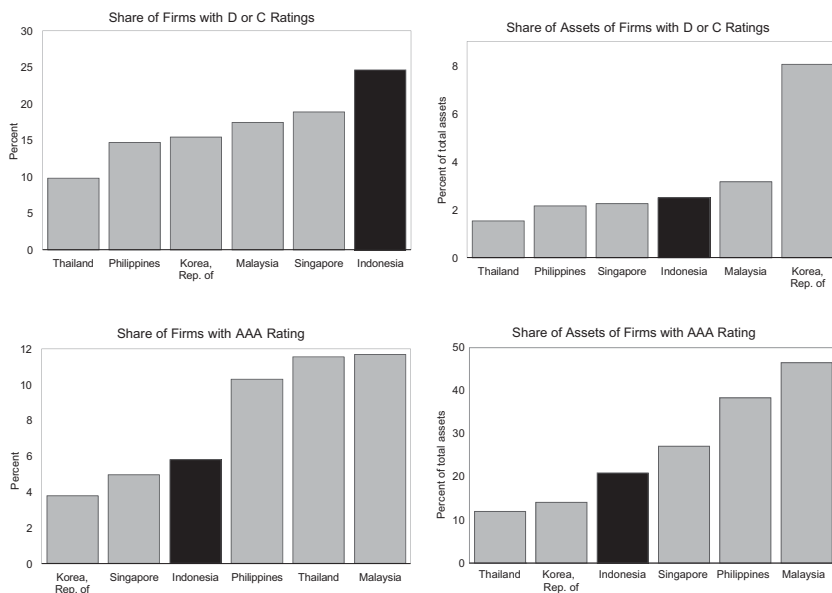 Share of Firms with D or C Ratings
30
25
20
15
10
5
0
Percent
Thailand Philippines Korea, Rep. of Malaysia Singapore Indonesia
Share of Assets of Firms with D or C Ratings
8
6
4
2
0
Percent of total assets
Thailand Philippines Singapore Indonesia Malaysia Korea, Rep. of
Share of Firms with AAA Rating
12
10
8
6
4
2
0
Percent
Korea, Rep. of Singapore Indonesia Philippines Thailand Malaysia
Share of Assets of Firms with AAA Rating
50
40
30
20
10
0
Percent of total assets
Thailand Korea, Rep. of Indonesia Singapore Philippines Malaysia